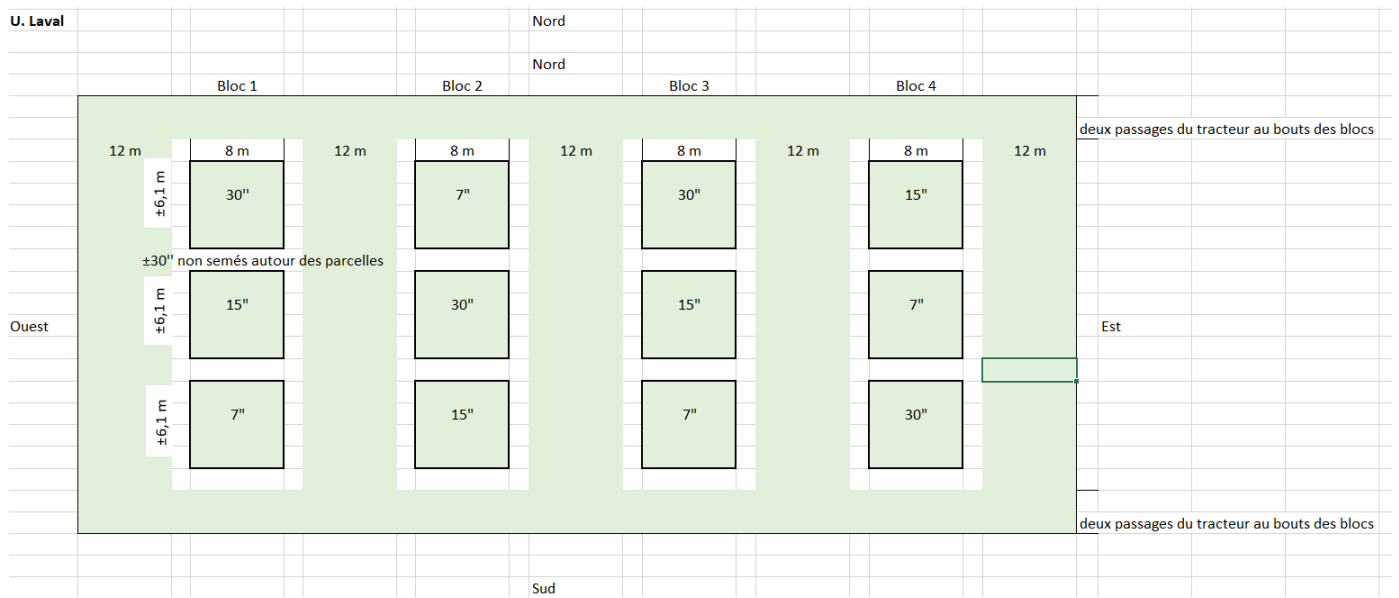 U. Laval
Nord
Nord
Bloc 1 Bloc 2 Bloc 3 Bloc 4
deux passages du tracteur au bouts des blocs
12 m 8 m 12 m 8 m 12 m 8 m 12 m 8 m 12 m
±6,1 m
30'' 7" 30" 15"
±30'' non semés autour des parcelles
±6,1 m
15" 30" 15" 7"
Ouest
Est
±6,1 m
7" 15" 7" 30"
deux passages du tracteur au bouts des blocs
Sud